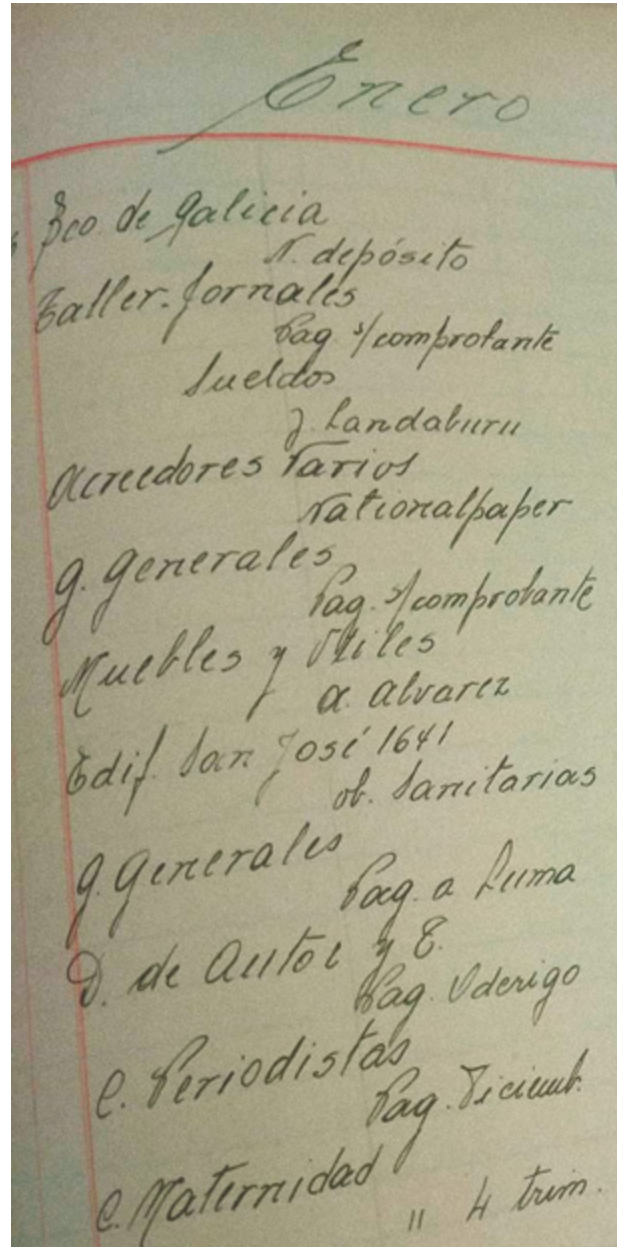 Enero
Bco. de Galicia
N. depósito
Taller. Jornales
Pag. s/comprobante
Sueldos
J. Landaburu
Acreedores Varios
Nationalpaper
G. Generales
Pag. s/comprobante
Muebles y Utiles
A. Alvarez
Edif. San José 1641
Ob. Sanitarias
G. Generales
Pag. a Luma
D. de Autor y T.
Pag. Oderigo
C. Periodistas
Pag. Diciemb.
C. Maternidad
" 4 trim.